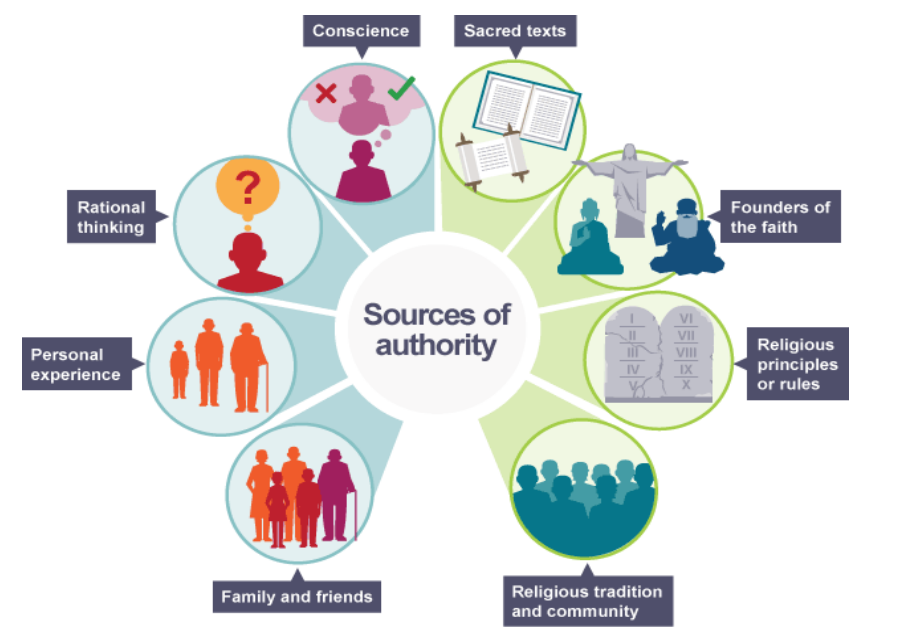 Conscience
Sacred texts
?
Rational
thinking
Founders of
the faith
Sources of
authority
Personal
experience
I
II
III
IV
V
VI
VII
VIII
IX
X
Religious
principles
or rules
Family and friends
Religious tradition
and community